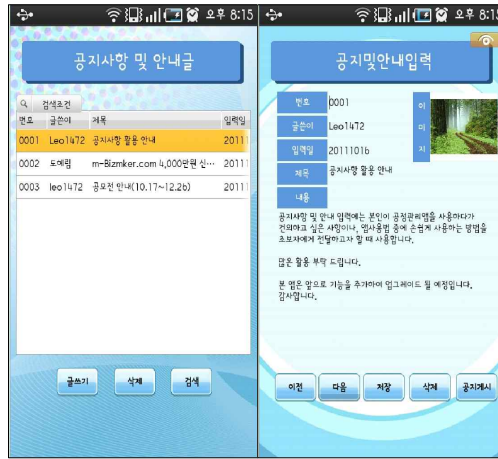 오후 8:15
공지사항 및 안내글
검색조건
번호 글쓴이 제목 입력일
0001 Leo1472 공지사항 활용 안내 2011
0002 도예림 m-Bizmker.com 4,000만원 신··· 2011
0003 leo1472 공모전 안내(10.17~12.26) 2011
글쓰기 삭제 검색
오후 8:15
공지및안내입력
번호 0001
글쓴이 Leo1472
입력일 20111016
제목 공지사항 활용 안내
내용
이
미
지
공지사항 및 안내 입력에는 본인이 공정관리앱을 사용하다가
건의하고 싶은 사항이나, 앱사용법 중에 손쉽게 사용하는 방법을
초보자에게 전달하고자 할 때 사용합니다.
많은 활용 부탁 드립니다.
본 앱은 앞으로 기능을 추가하여 업그레이드 될 예정입니다.
감사합니다.
이전 다음 저장 삭제 공지게시